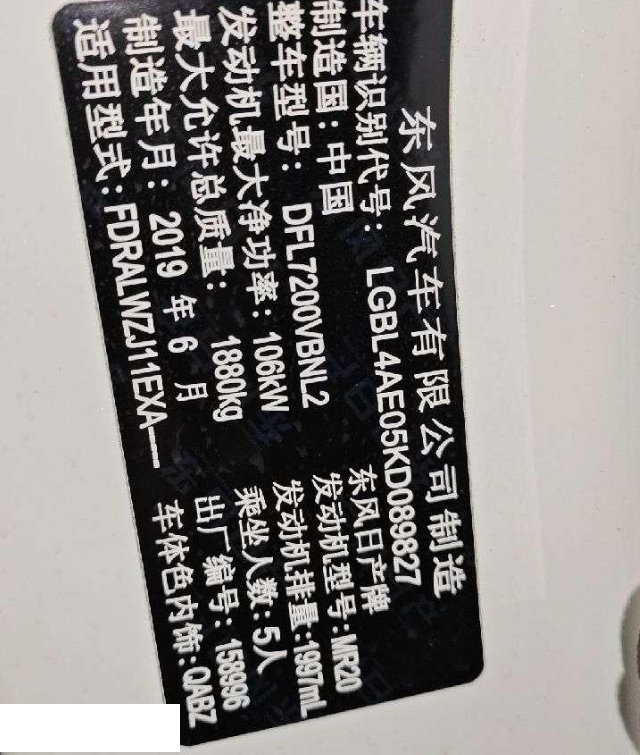 东风汽车有限公司制造
车辆识别代号: LGBL4AE05KD089827
制造国: 中国 东风日产牌
整车型号: DFL7200VBNL2 发动机型号: MR20
发动机最大净功率: 106kW 发动机排量: 1997mL
最大允许总质量: 1880kg 乘坐人数: 5人
制造年月: 2019 年 6 月 出厂编号: 158996
适用型式: FDRALWZJ11EXA— 车体色内饰: QABZ